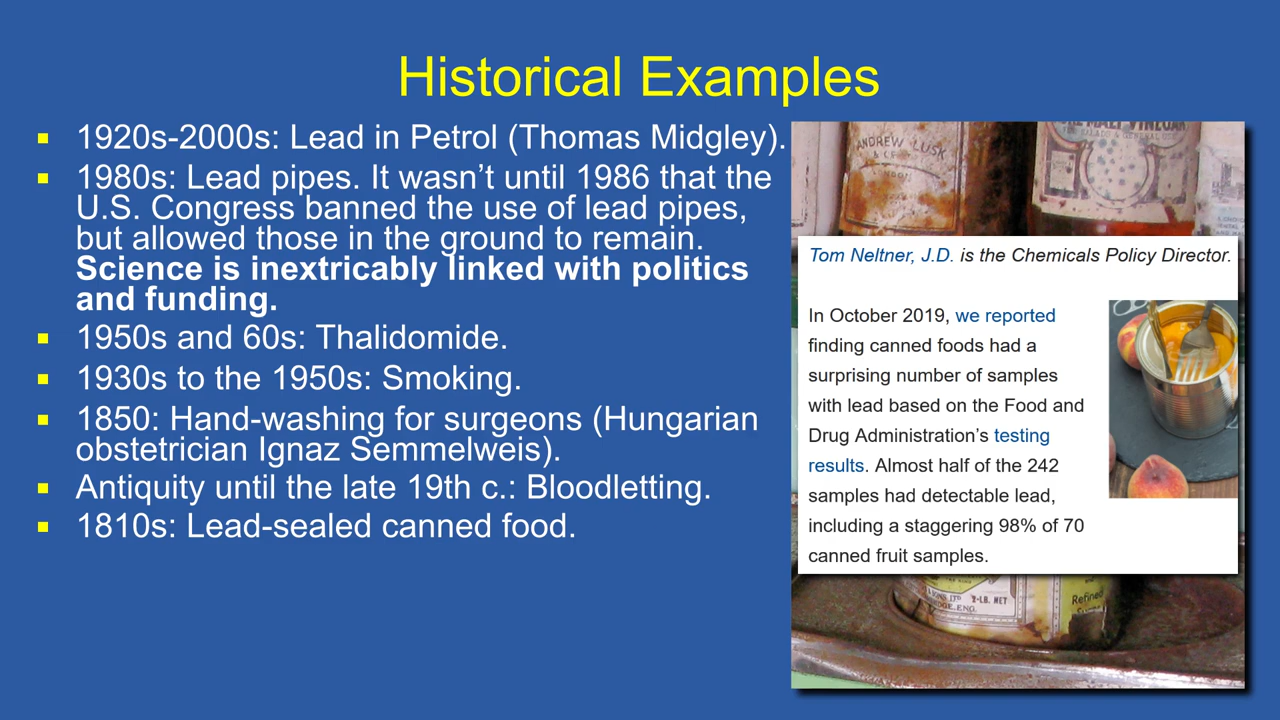 Historical Examples
1920s-2000s: Lead in Petrol (Thomas Midgley).
1980s: Lead pipes. It wasn't until 1986 that the
U.S. Congress banned the use of lead pipes,
but allowed those in the ground to remain.
Science is inextricably linked with politics
and funding.
1950s and 60s: Thalidomide.
1930s to the 1950s: Smoking.
1850: Hand-washing for surgeons (Hungarian
obstetrician Ignaz Semmelweis).
Antiquity until the late 19th c.: Bloodletting.
1810s: Lead-sealed canned food.
ANDREW LUSK
MALT VINEGAR
Tom Neltner, J.D. is the Chemicals Policy Director.
In October 2019, we reported
finding canned foods had a
surprising number of samples
with lead based on the Food and
Drug Administration's testing
results. Almost half of the 242
samples had detectable lead,
including a staggering 98% of 70
canned fruit samples.
2-LB. NET
ENG.
Refined